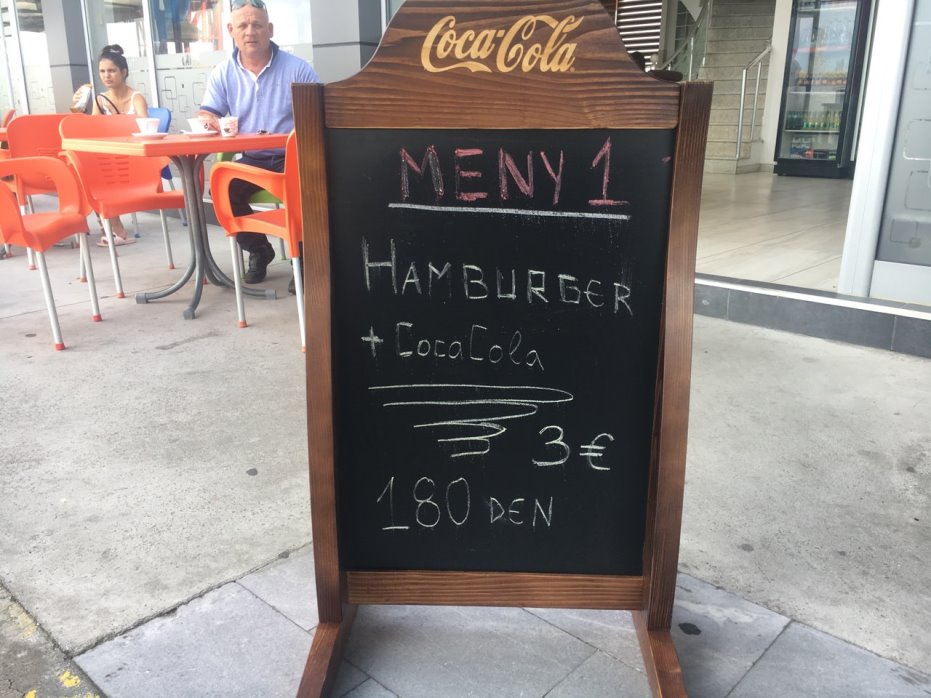 Coca-Cola
MENY 1
HAMBURGER
+ CocaCola
3 €
180 DEN